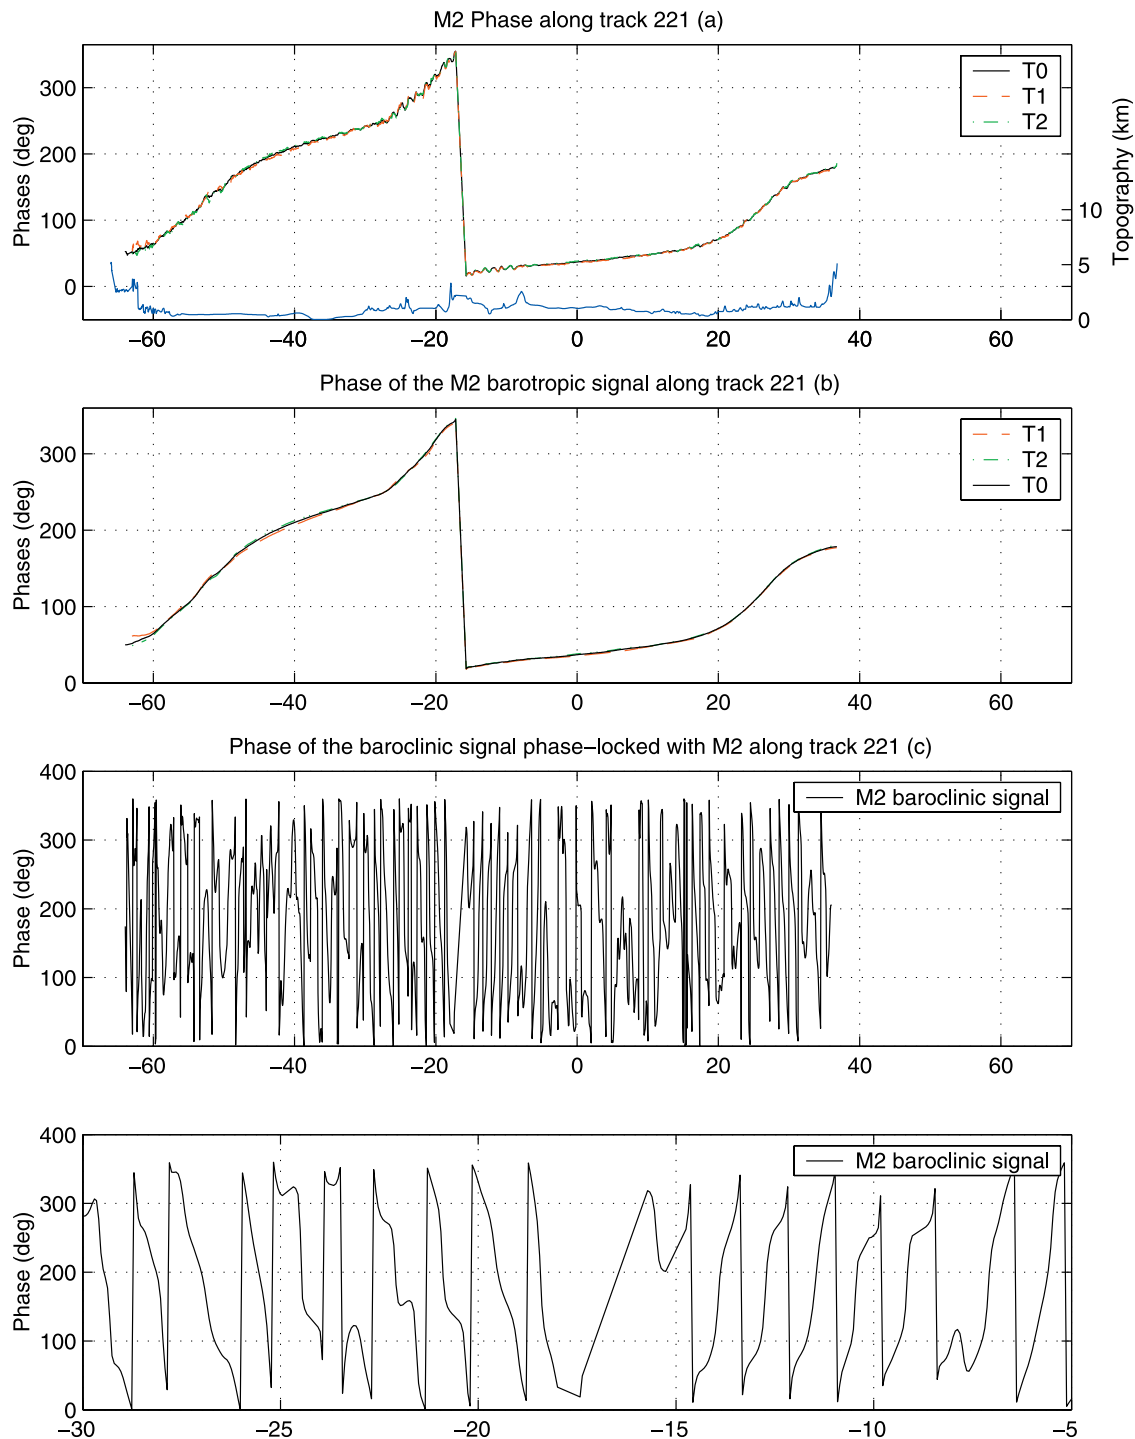 M2 Phase along track 221 (a)
Phases (deg)
300
200
100
0
T0
T1
T2
Topography (km)
10
5
0
−60 −40 −20 0 20 40 60
Phase of the M2 barotropic signal along track 221 (b)
Phases (deg)
300
200
100
0
T1
T2
T0
−60 −40 −20 0 20 40 60
Phase of the baroclinic signal phase−locked with M2 along track 221 (c)
Phase (deg)
400
300
200
100
0
M2 baroclinic signal
−60 −40 −20 0 20 40 60
Phase (deg)
400
300
200
100
0
M2 baroclinic signal
−30 −25 −20 −15 −10 −5